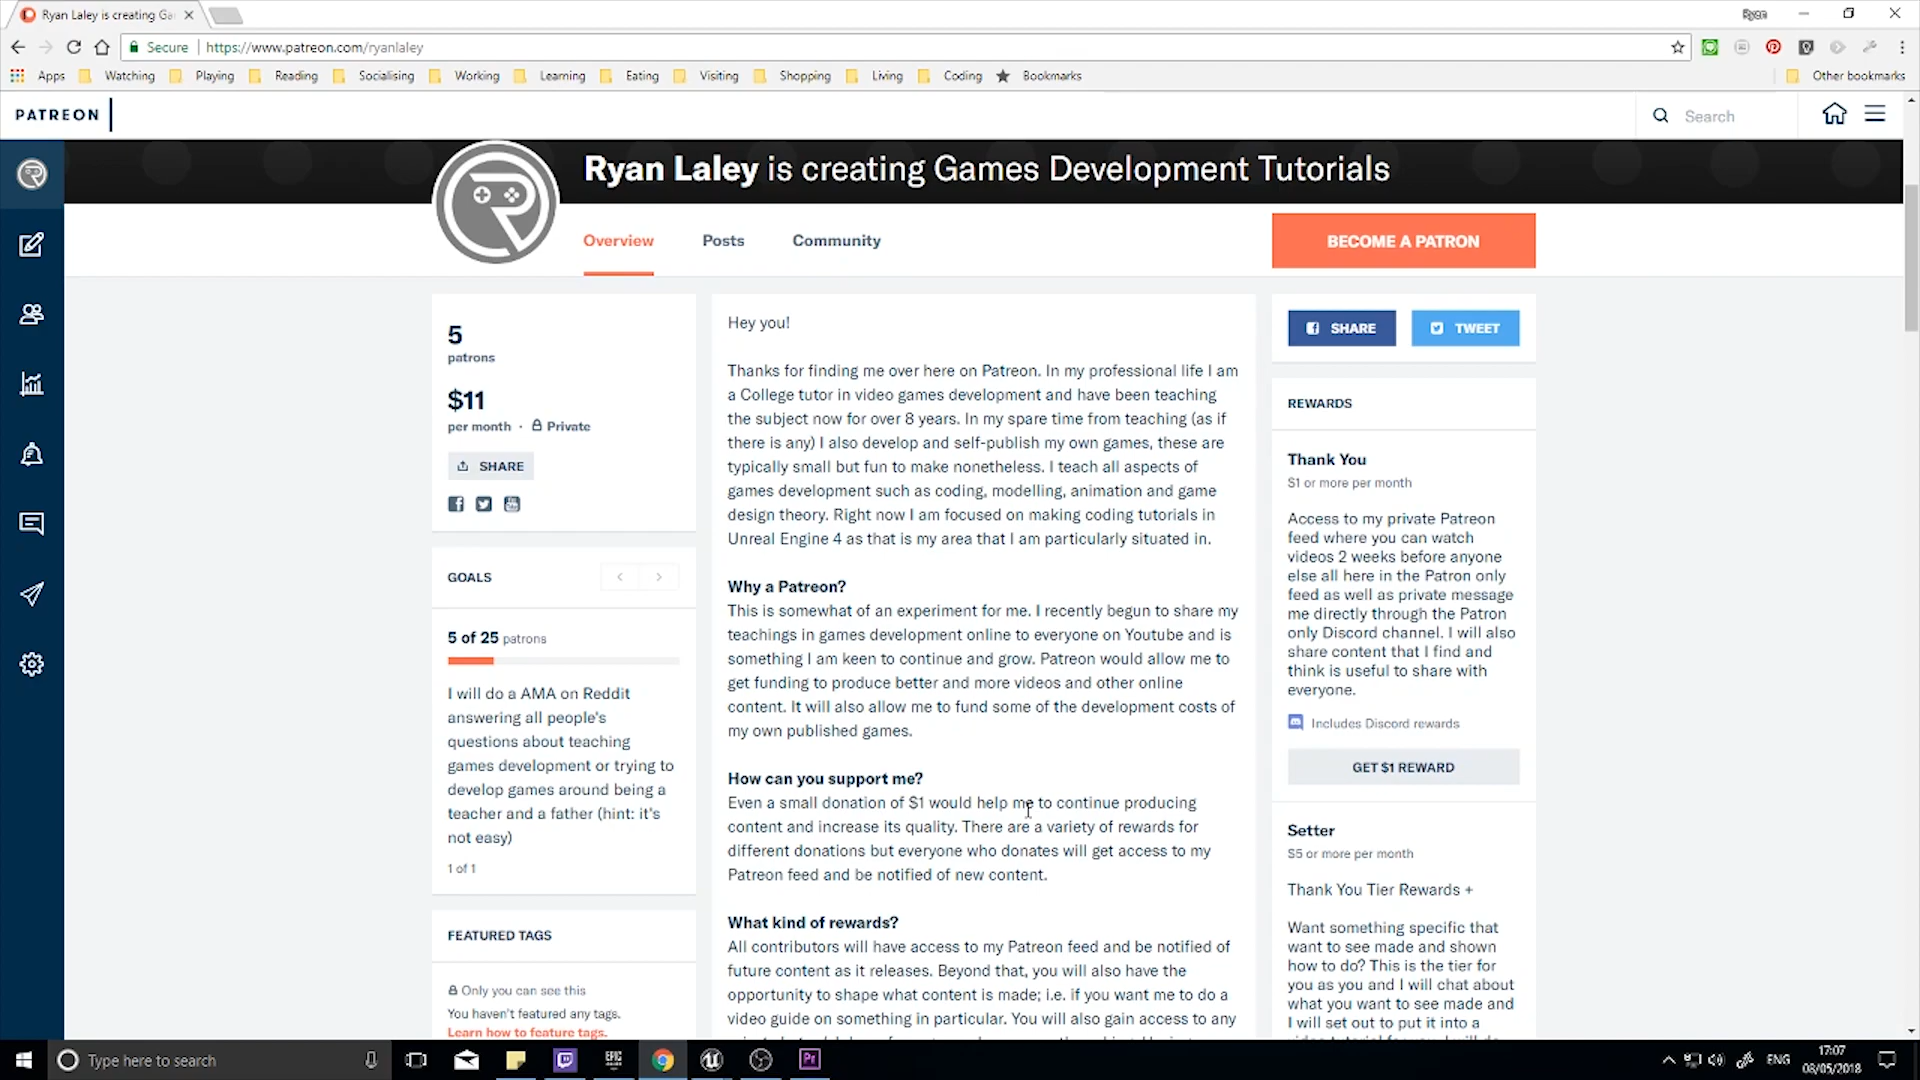 Ryan Laley is creating Ga
Ryan
Secure
https://www.patreon.com/ryanlaley
Apps
Watching
Playing
Reading
Socialising
Working
Learning
Eating
Visiting
Shopping
Living
Coding
Bookmarks
Other bookmarks
PATREON
Search
Ryan Laley is creating Games Development Tutorials
Overview
Posts
Community
BECOME A PATRON
5
patrons
$11
per month · Private
SHARE
GOALS
5 of 25 patrons
I will do a AMA on Reddit
answering all people's
questions about teaching
games development or trying to
develop games around being a
teacher and a father (hint: it's
not easy)
1 of 1
FEATURED TAGS
Only you can see this
You haven't featured any tags.
Learn how to feature tags.
Hey you!
Thanks for finding me over here on Patreon. In my professional life I am
a College tutor in video games development and have been teaching
the subject now for over 8 years. In my spare time from teaching (as if
there is any) I also develop and self-publish my own games, these are
typically small but fun to make nonetheless. I teach all aspects of
games development such as coding, modelling, animation and game
design theory. Right now I am focused on making coding tutorials in
Unreal Engine 4 as that is my area that I am particularly situated in.
Why a Patreon?
This is somewhat of an experiment for me. I recently begun to share my
teachings in games development online to everyone on Youtube and is
something I am keen to continue and grow. Patreon would allow me to
get funding to produce better and more videos and other online
content. It will also allow me to fund some of the development costs of
my own published games.
How can you support me?
Even a small donation of $1 would help me to continue producing
content and increase its quality. There are a variety of rewards for
different donations but everyone who donates will get access to my
Patreon feed and be notified of new content.
What kind of rewards?
All contributors will have access to my Patreon feed and be notified of
future content as it releases. Beyond that, you will also have the
opportunity to shape what content is made; i.e. if you want me to do a
video guide on something in particular. You will also gain access to any
SHARE
TWEET
REWARDS
Thank You
$1 or more per month
Access to my private Patreon
feed where you can watch
videos 2 weeks before anyone
else all here in the Patron only
feed as well as private message
me directly through the Patron
only Discord channel. I will also
share content that I find and
think is useful to share with
everyone.
Includes Discord rewards
GET $1 REWARD
Setter
$5 or more per month
Thank You Tier Rewards +
Want something specific that
want to see made and shown
how to do? This is the tier for
you as you and I will chat about
what you want to see made and
I will set out to put it into a
Type here to search
EPIC
Pr
ENG
17:07
08/05/2018